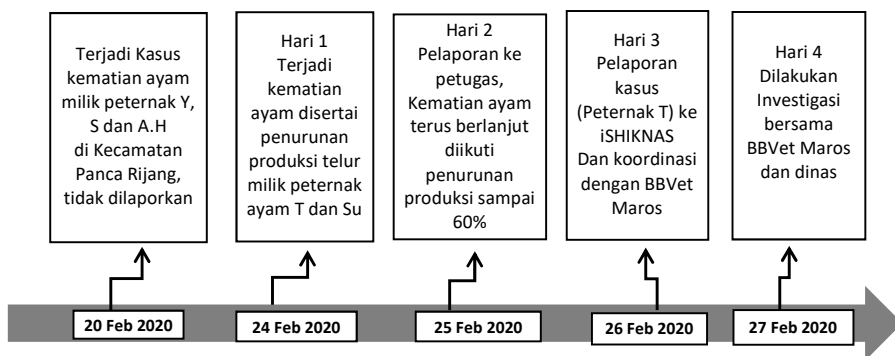 Terjadi Kasus
kematian ayam
milik peternak Y,
S dan A.H
di Kecamatan
Panca Rijang,
tidak dilaporkan
Hari 1
Terjadi
kematian
ayam disertai
penurunan
produksi telur
milik peternak
ayam T dan Su
Hari 2
Pelaporan ke
petugas,
Kematian ayam
terus berlanjut
diikuti
penurunan
produksi sampai
60%
Hari 3
Pelaporan
kasus
(Peternak T) ke
iSHIKNAS
Dan koordinasi
dengan BBVet
Maros
Hari 4
Dilakukan
Investigasi
bersama
BBVet Maros
dan dinas
20 Feb 2020
24 Feb 2020
25 Feb 2020
26 Feb 2020
27 Feb 2020